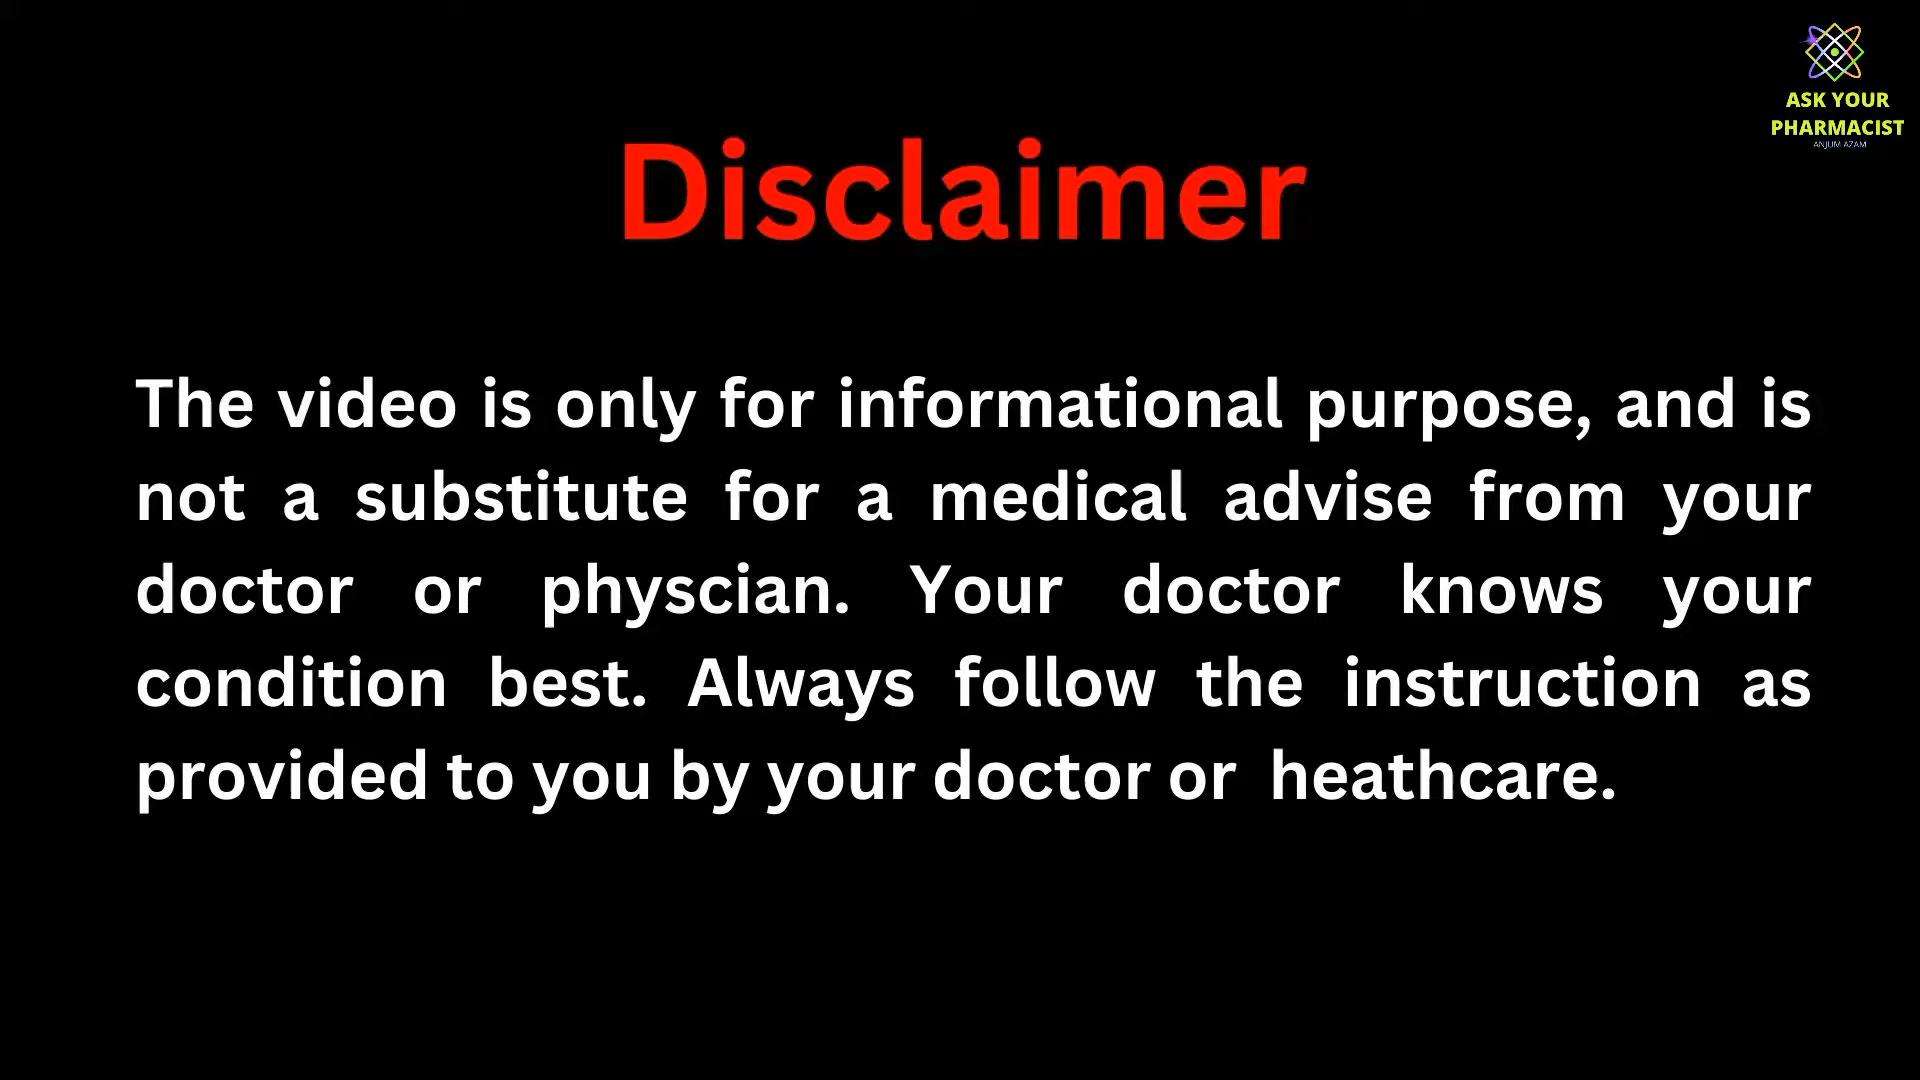 ASK YOUR
PHARMACIST
ANJUM AZAM
Disclaimer
The video is only for informational purpose, and is
not a substitute for a medical advise from your
doctor or physcian. Your doctor knows your
condition best. Always follow the instruction as
provided to you by your doctor or heathcare.